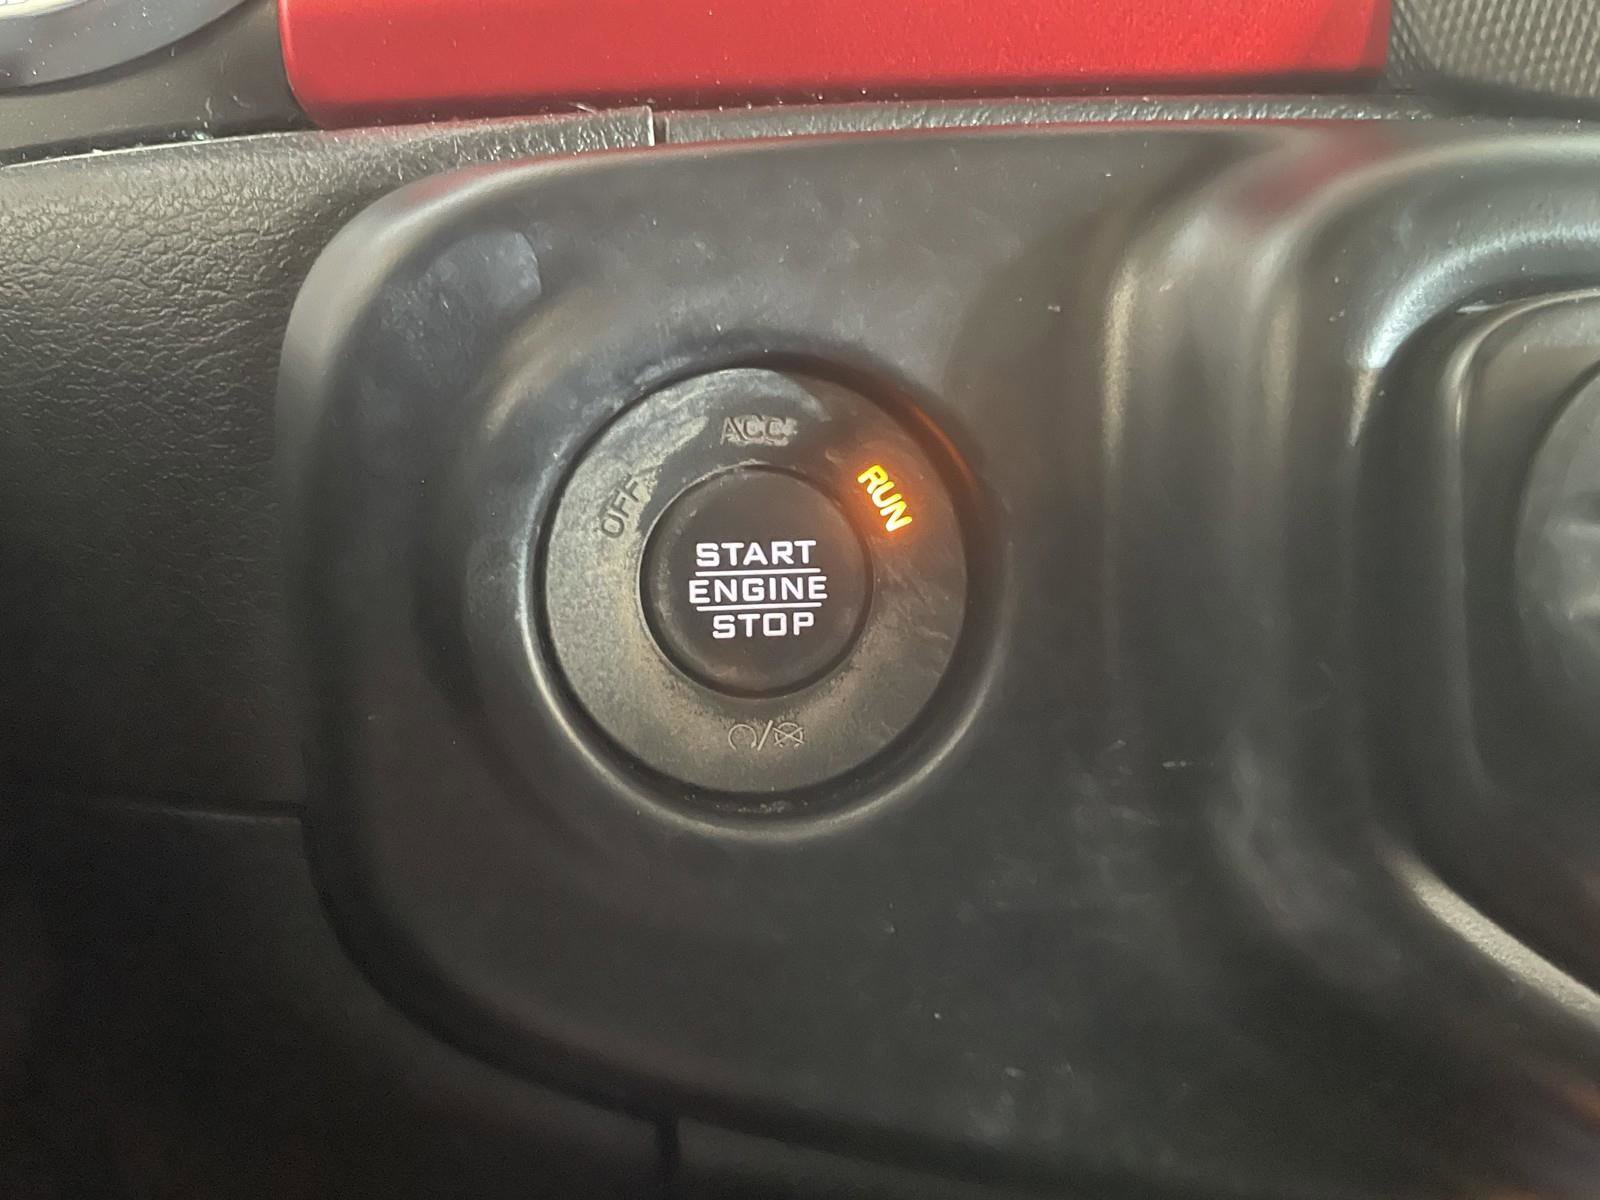 ACC
OFF
RUN
START
ENGINE
STOP